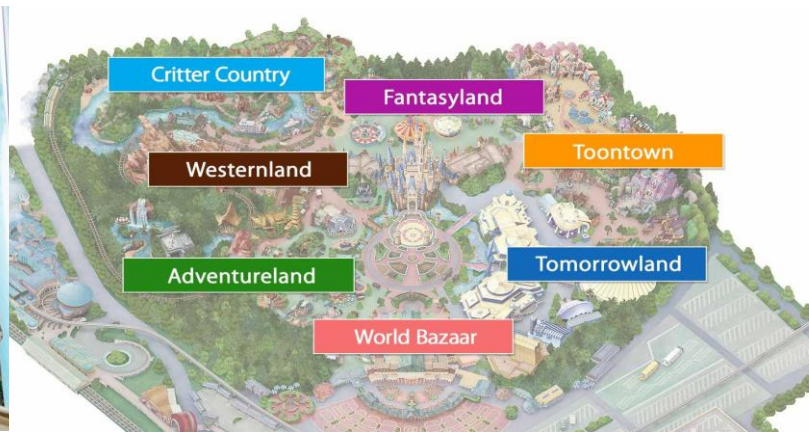 Critter Country
Fantasyland
Toontown
Westernland
Adventureland
Tomorrowland
World Bazaar